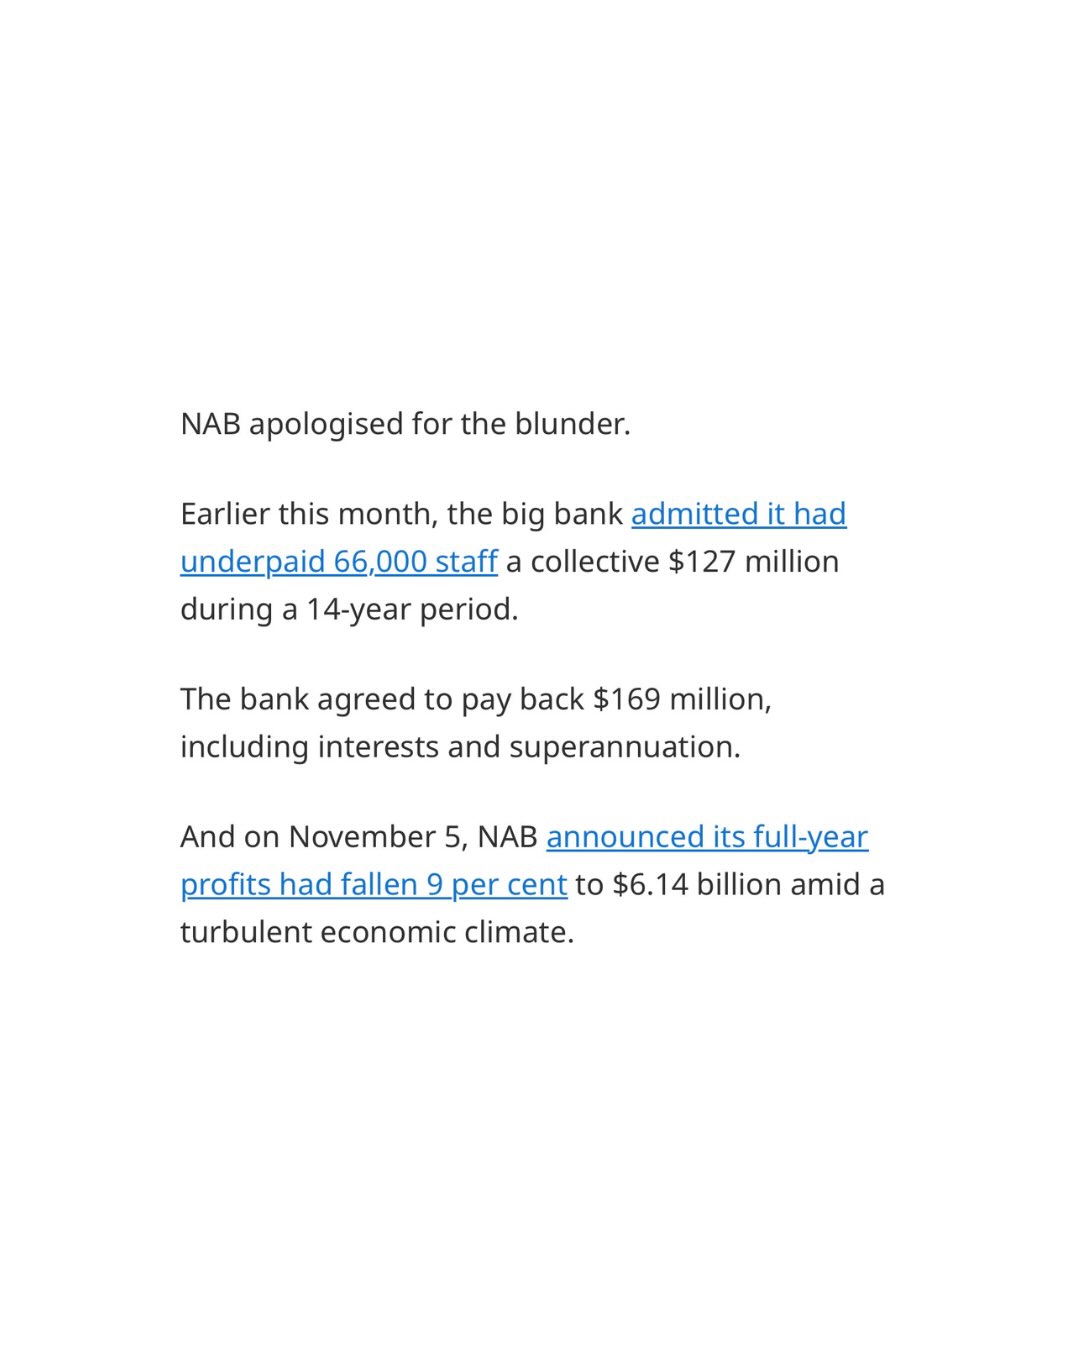 NAB apologised for the blunder.
Earlier this month, the big bank admitted it had
underpaid 66,000 staff a collective $127 million
during a 14-year period.
The bank agreed to pay back $169 million,
including interests and superannuation.
And on November 5, NAB announced its full-year
profits had fallen 9 per cent to $6.14 billion amid a
turbulent economic climate.